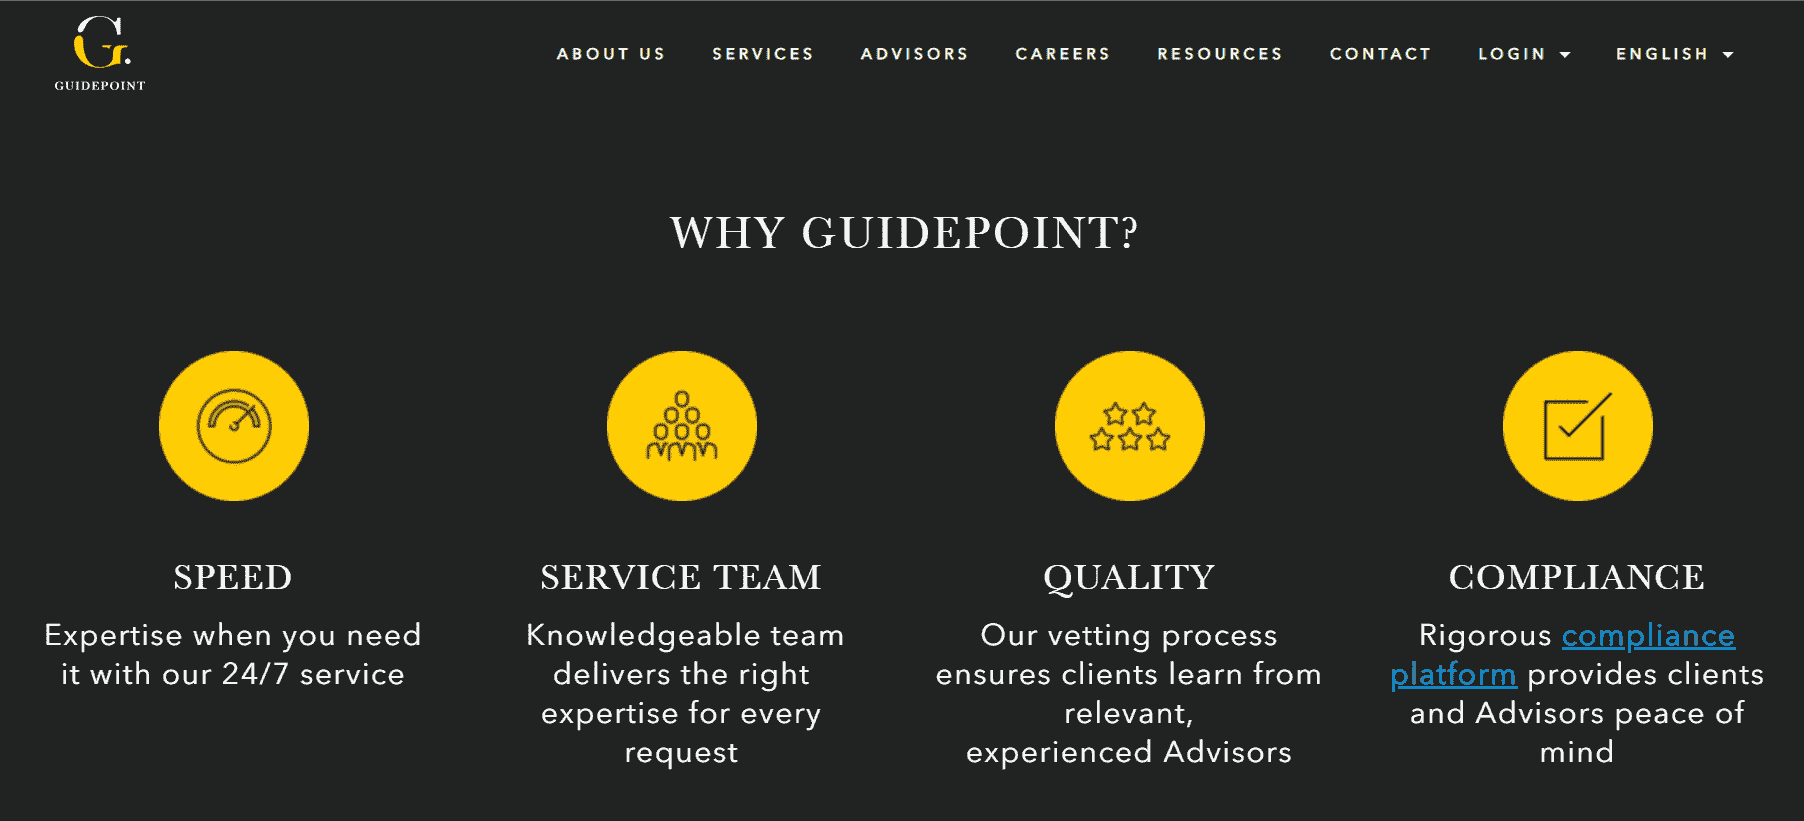 G.
GUIDEPOINT
ABOUT US SERVICES ADVISORS CAREERS RESOURCES CONTACT LOGIN ENGLISH
WHY GUIDEPOINT?
SPEED
Expertise when you need
it with our 24/7 service
SERVICE TEAM
Knowledgeable team
delivers the right
expertise for every
request
QUALITY
Our vetting process
ensures clients learn from
relevant,
experienced Advisors
COMPLIANCE
Rigorous compliance
platform provides clients
and Advisors peace of
mind